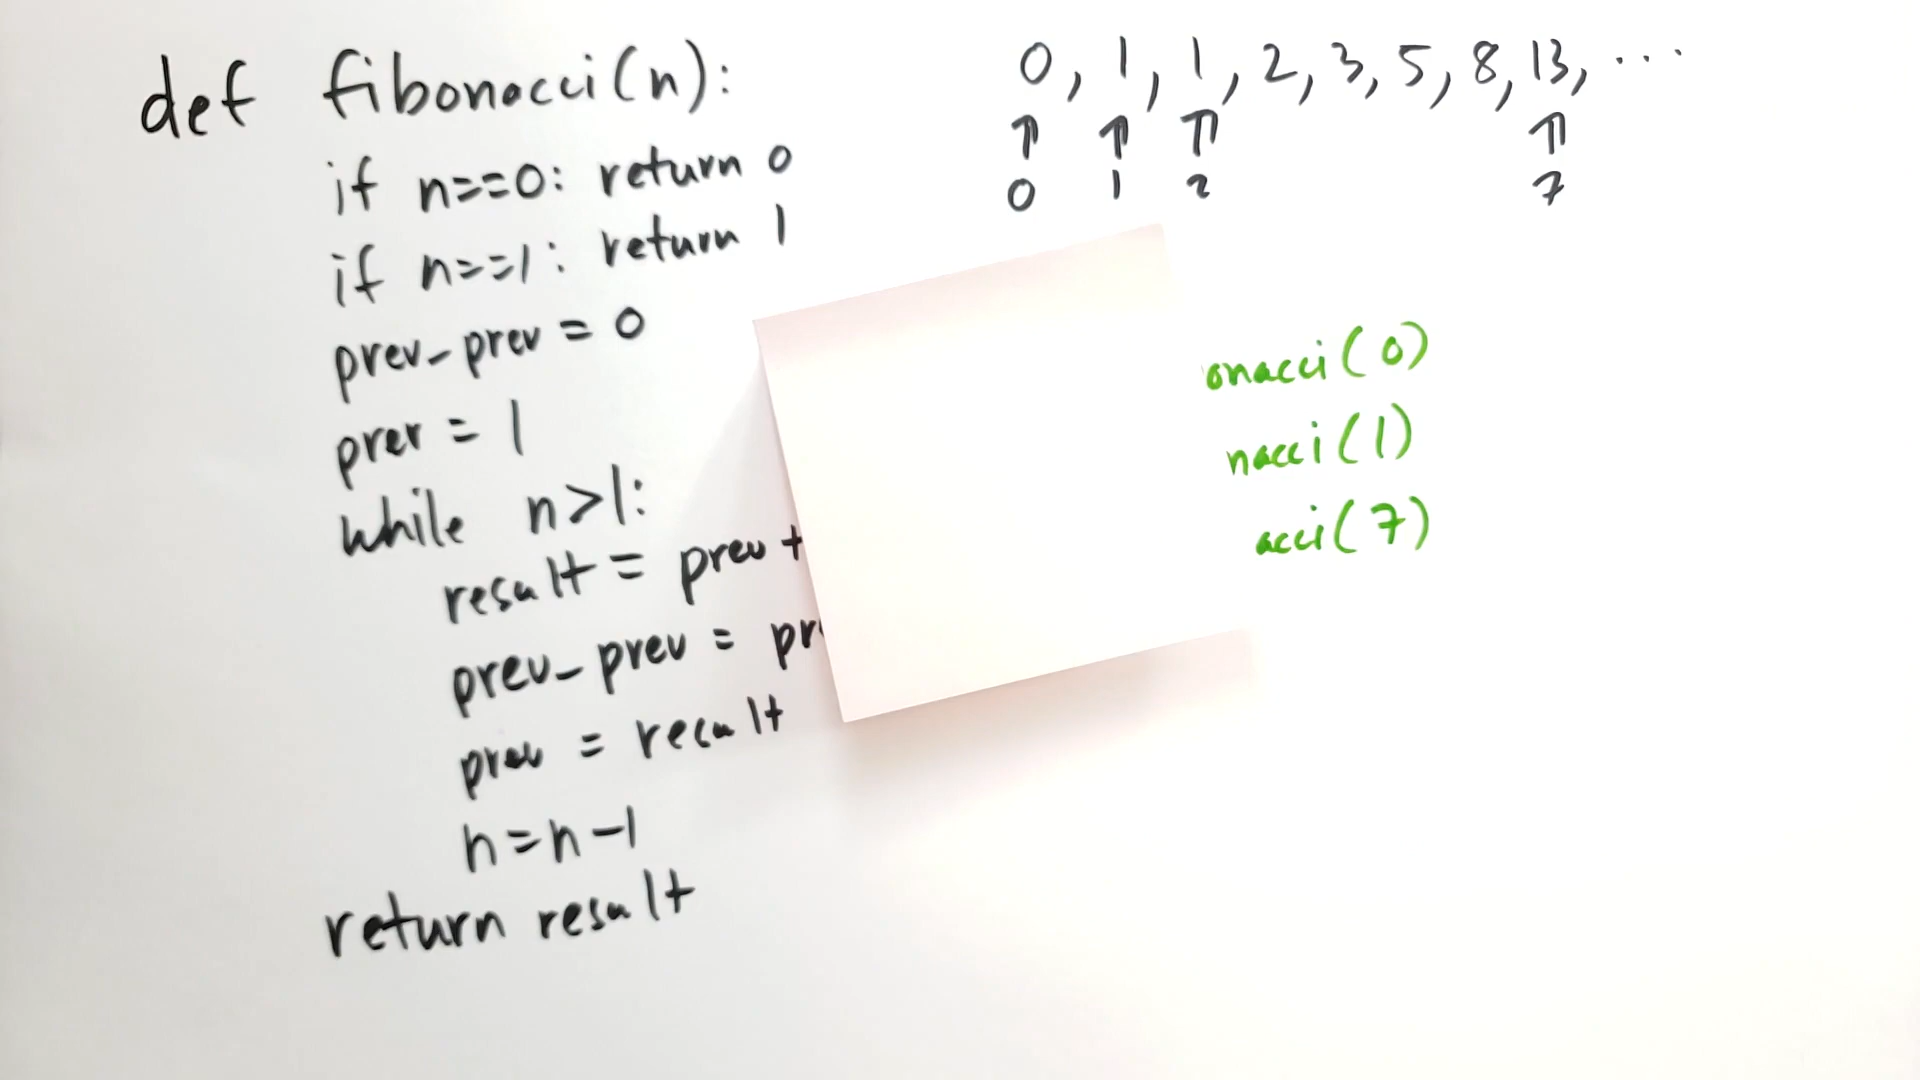 def fibonacci(n):
if n==0: return 0
if n==1: return 1
prev_prev = 0
prev = 1
while n>1:
result = prev +
prev_prev = pr
prev = result
n=n-1
return result
0, 1, 1, 2, 3, 5, 8, 13, ...
↑ ↑ ↑ ↑
0 1 2 7
onacci(0)
nacci(1)
acci(7)